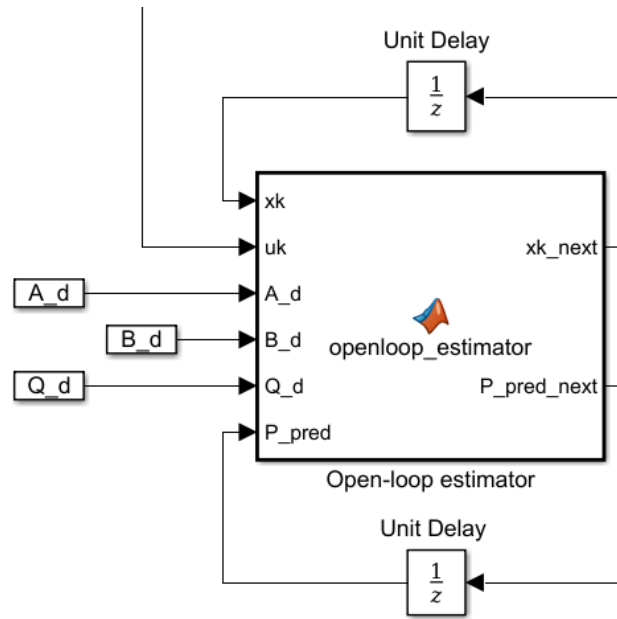 Unit Delay
1
z
xk
uk
xk_next
A_d
A_d
B_d
B_d
openloop_estimator
Q_d
Q_d
P_pred_next
P_pred
Open-loop estimator
Unit Delay
1
z